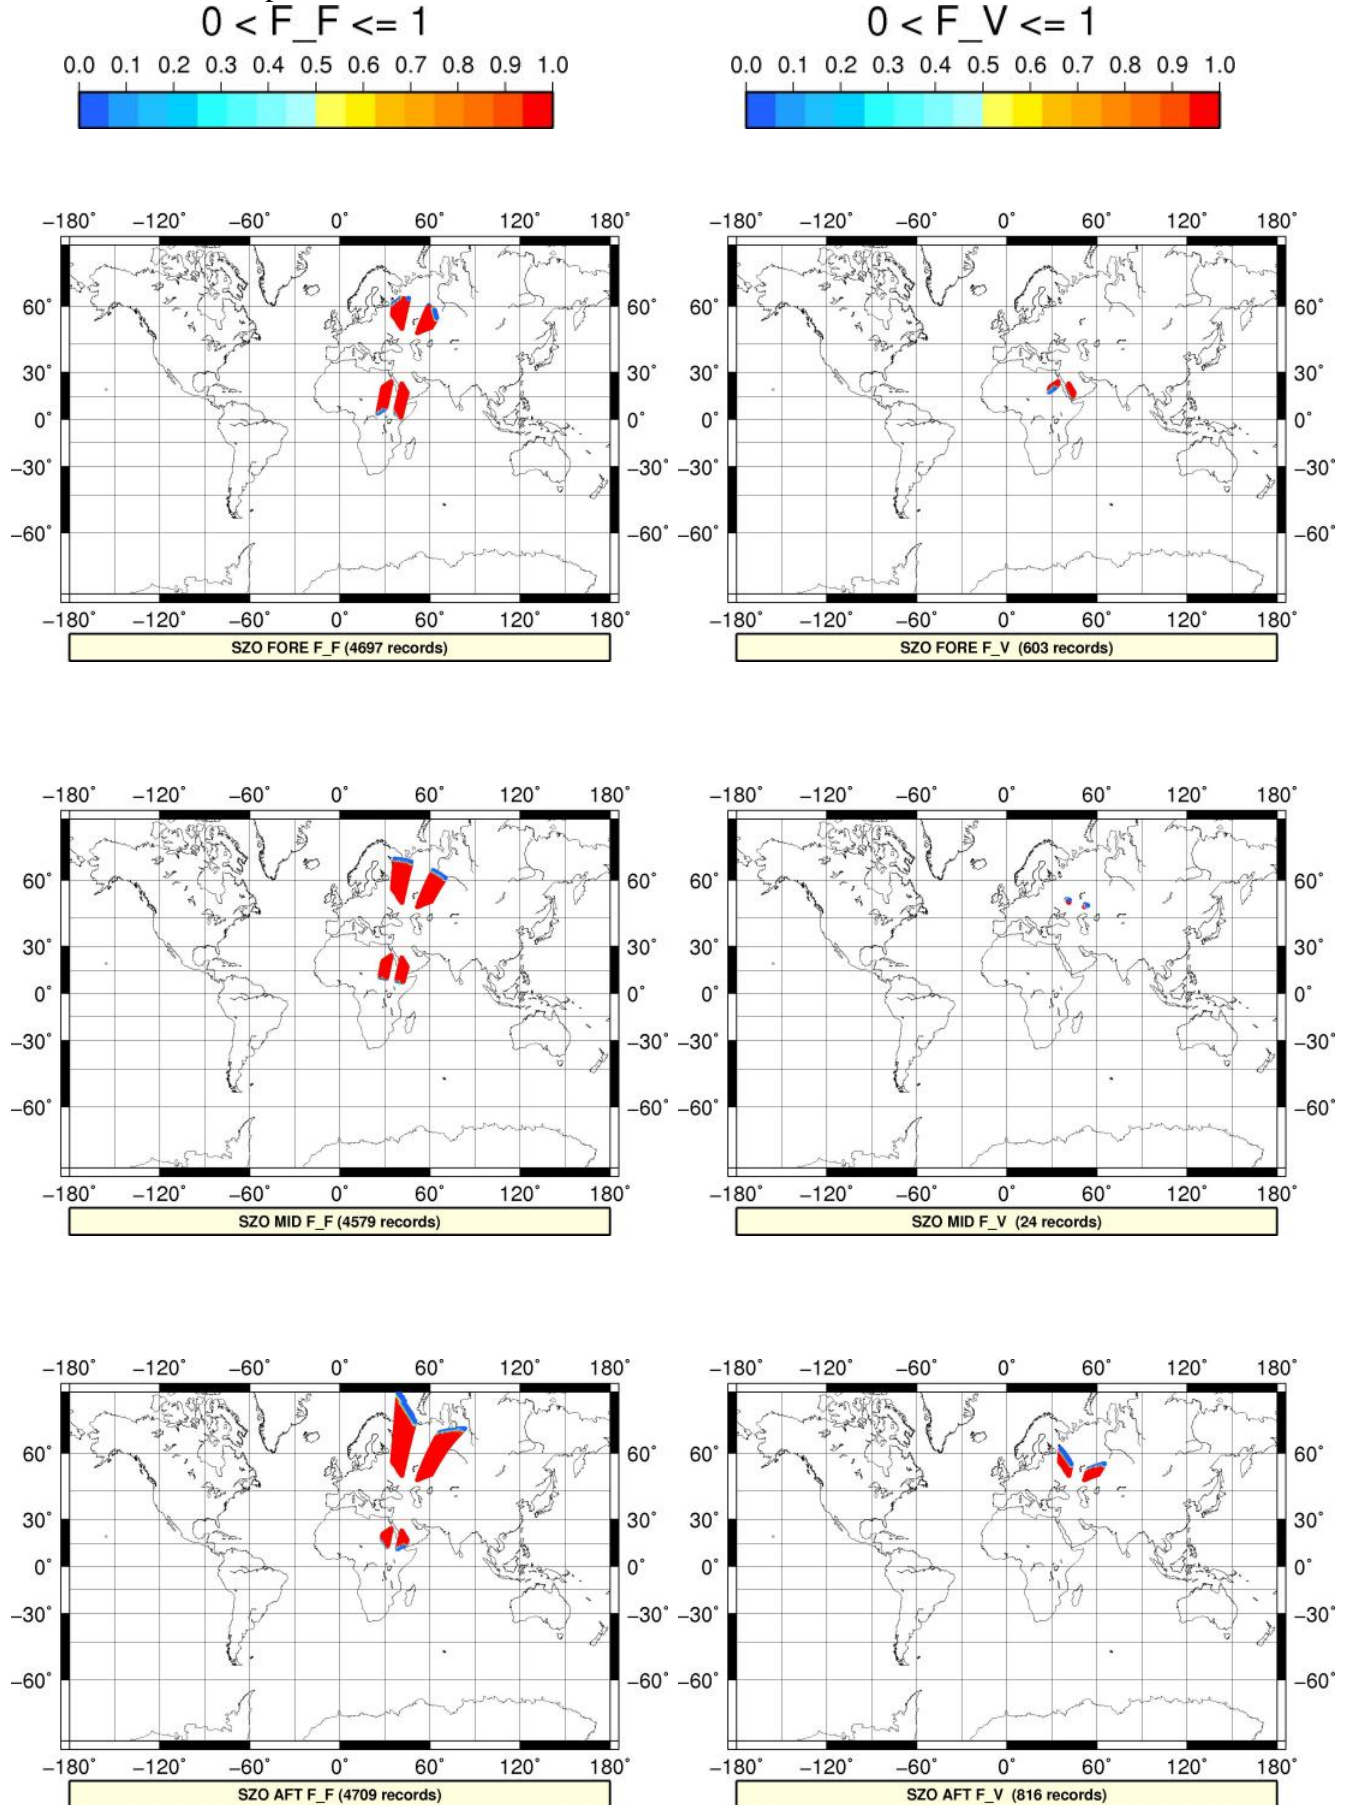 0 < F_F <= 1
0 < F_V <= 1
0.0 0.1 0.2 0.3 0.4 0.5 0.6 0.7 0.8 0.9 1.0
0.0 0.1 0.2 0.3 0.4 0.5 0.6 0.7 0.8 0.9 1.0
−180˚ −120˚ −60˚ 0˚ 60˚ 120˚ 180˚
−180˚ −120˚ −60˚ 0˚ 60˚ 120˚ 180˚
60˚ 60˚ 60˚ 60˚
30˚ 30˚ 30˚ 30˚
0˚ 0˚ 0˚ 0˚
−30˚ −30˚ −30˚ −30˚
−60˚ −60˚ −60˚ −60˚
−180˚ −120˚ −60˚ 0˚ 60˚ 120˚ 180˚
−180˚ −120˚ −60˚ 0˚ 60˚ 120˚ 180˚
SZO FORE F_F (4697 records)
SZO FORE F_V (603 records)
−180˚ −120˚ −60˚ 0˚ 60˚ 120˚ 180˚
−180˚ −120˚ −60˚ 0˚ 60˚ 120˚ 180˚
60˚ 60˚ 60˚ 60˚
30˚ 30˚ 30˚ 30˚
0˚ 0˚ 0˚ 0˚
−30˚ −30˚ −30˚ −30˚
−60˚ −60˚ −60˚ −60˚
−180˚ −120˚ −60˚ 0˚ 60˚ 120˚ 180˚
−180˚ −120˚ −60˚ 0˚ 60˚ 120˚ 180˚
SZO MID F_F (4579 records)
SZO MID F_V (24 records)
−180˚ −120˚ −60˚ 0˚ 60˚ 120˚ 180˚
−180˚ −120˚ −60˚ 0˚ 60˚ 120˚ 180˚
60˚ 60˚ 60˚ 60˚
30˚ 30˚ 30˚ 30˚
0˚ 0˚ 0˚ 0˚
−30˚ −30˚ −30˚ −30˚
−60˚ −60˚ −60˚ −60˚
−180˚ −120˚ −60˚ 0˚ 60˚ 120˚ 180˚
−180˚ −120˚ −60˚ 0˚ 60˚ 120˚ 180˚
SZO AFT F_F (4709 records)
SZO AFT F_V (816 records)